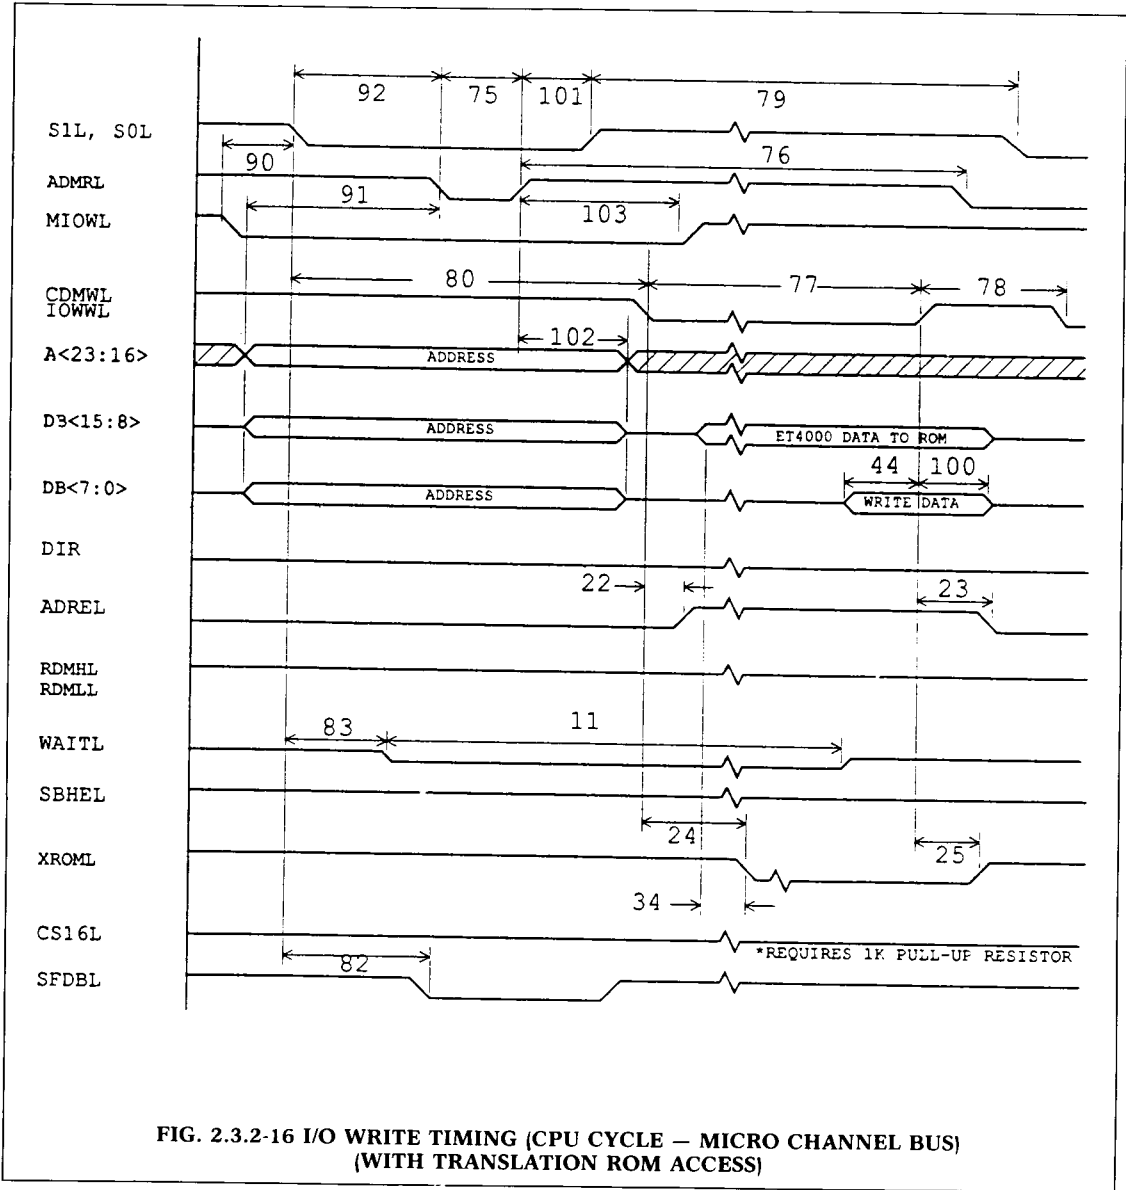 92 75 101 79
S1L, S0L
76
90
ADMRL
91 103
MIOWL
80 77 78
CDMWL
IOWWL
102
A<23:16> ADDRESS
DB<15:8> ADDRESS ET4000 DATA TO ROM
44 100
DB<7:0> ADDRESS WRITE DATA
DIR
22 23
ADREL
RDMHL
RDMLL
83 11
WAITL
SBHEL
24 25
XROML
34
CS16L
*REQUIRES 1K PULL-UP RESISTOR
82
SFDBL
FIG. 2.3.2-16 I/O WRITE TIMING (CPU CYCLE — MICRO CHANNEL BUS)
(WITH TRANSLATION ROM ACCESS)